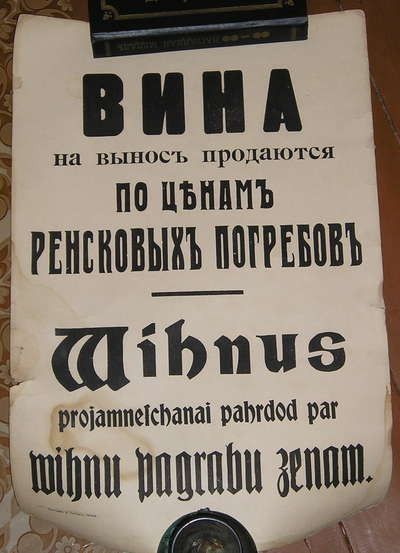 ВИНА
на выносъ продаются
ПО ЦѢНАМЪ
РЕНСКОВЫХЪ ПОГРЕБОВЪ
Wihnus
projamneſchanai pahrdod par
wihnu pagrabu zenam.